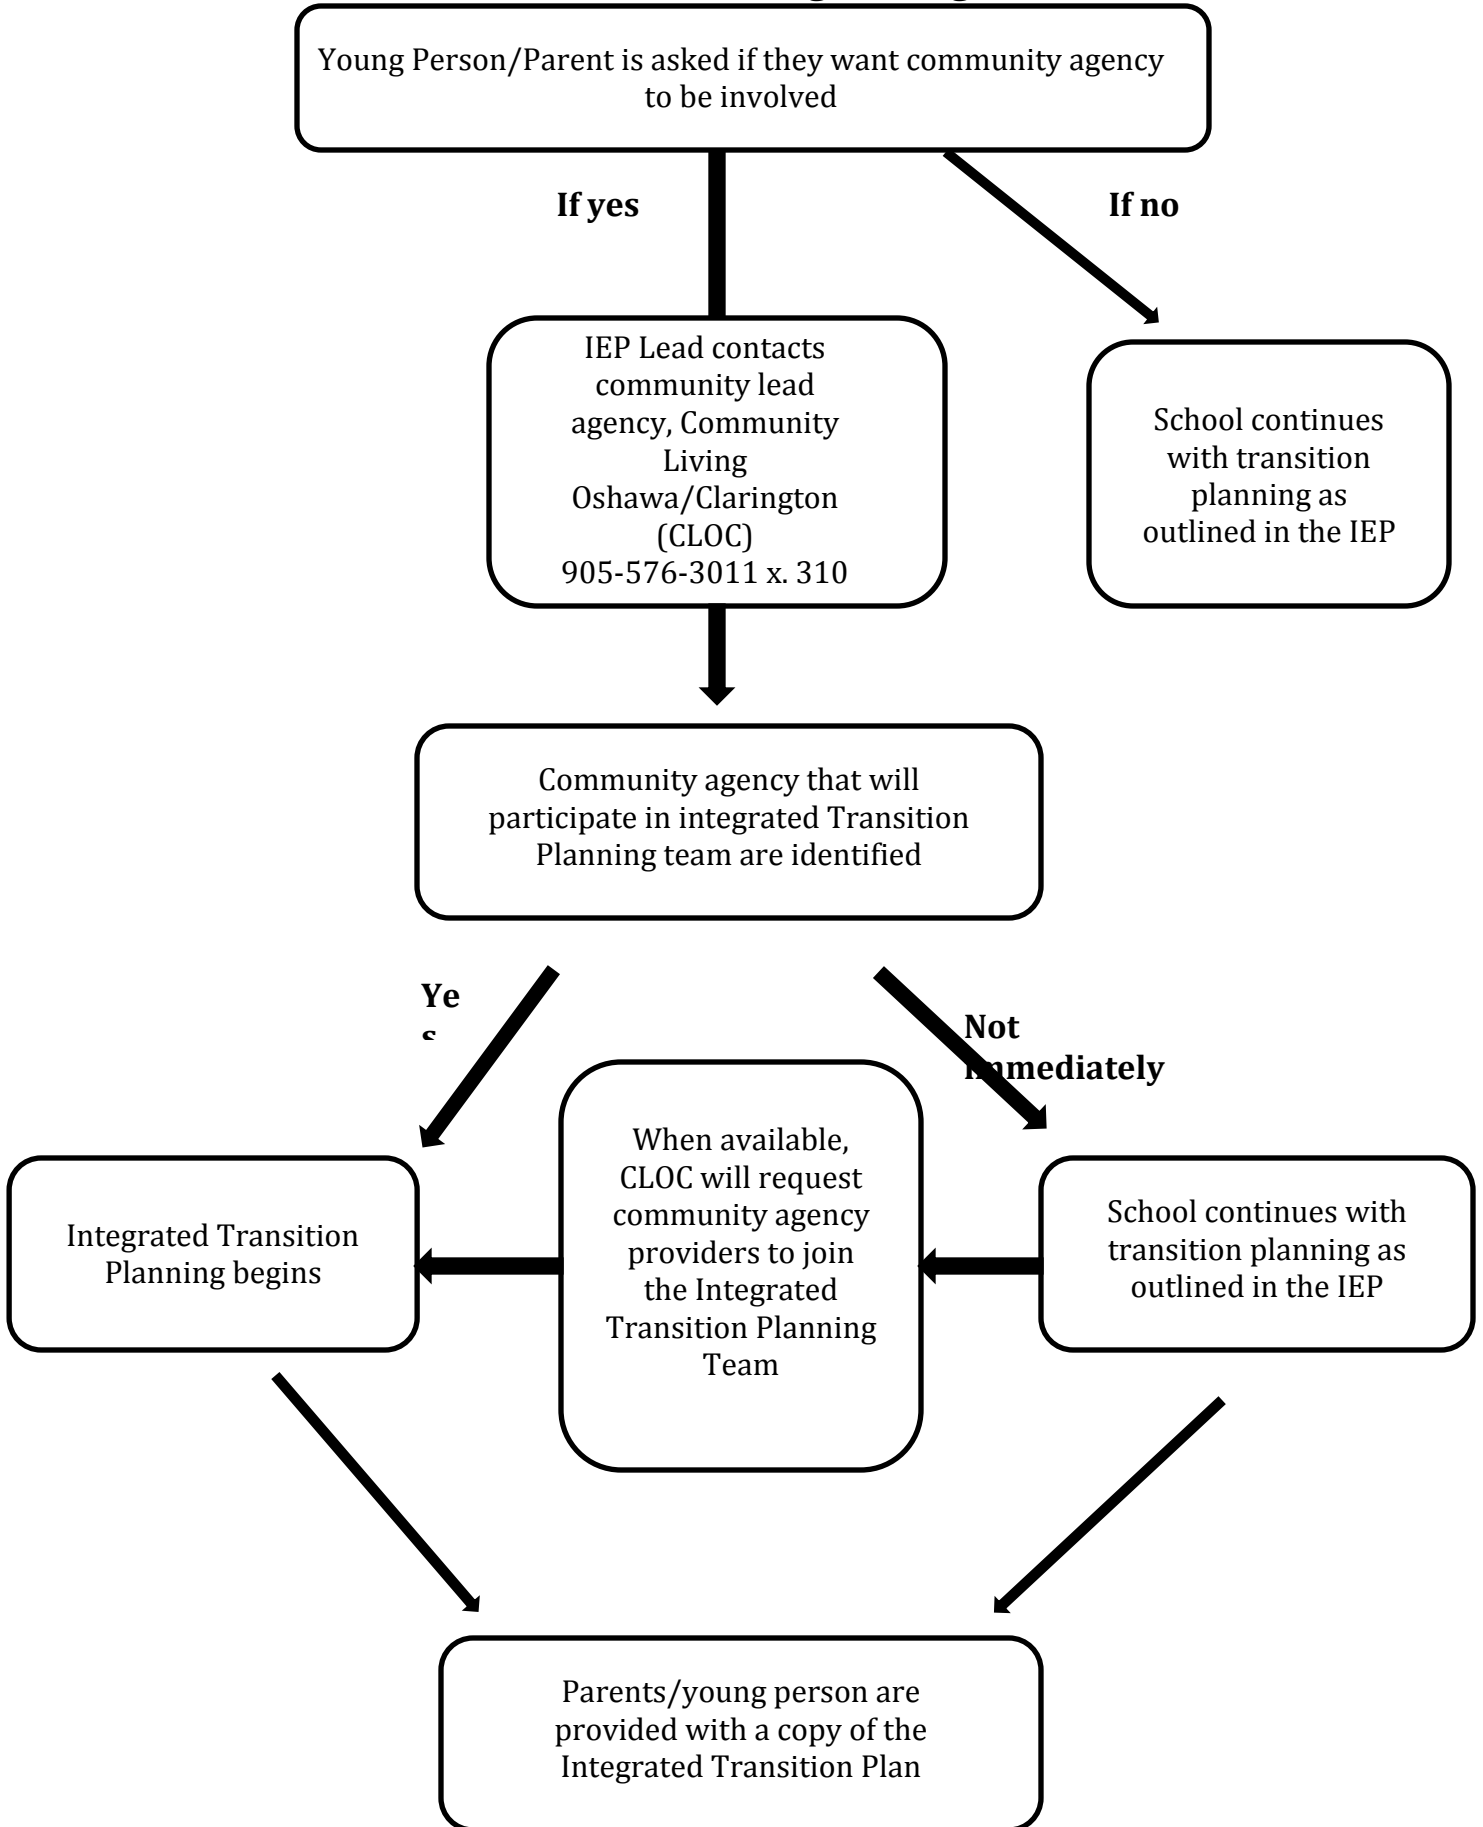 Young Person/Parent is asked if they want community agency
to be involved
If yes
If no
IEP Lead contacts
community lead
agency, Community
Living
Oshawa/Clarington
(CLOC)
905-576-3011 x. 310
School continues
with transition
planning as
outlined in the IEP
Community agency that will
participate in integrated Transition
Planning team are identified
Ye
s
Not
immediately
When available,
CLOC will request
community agency
providers to join
the Integrated
Transition Planning
Team
Integrated Transition
Planning begins
School continues with
transition planning as
outlined in the IEP
Parents/young person are
provided with a copy of the
Integrated Transition Plan